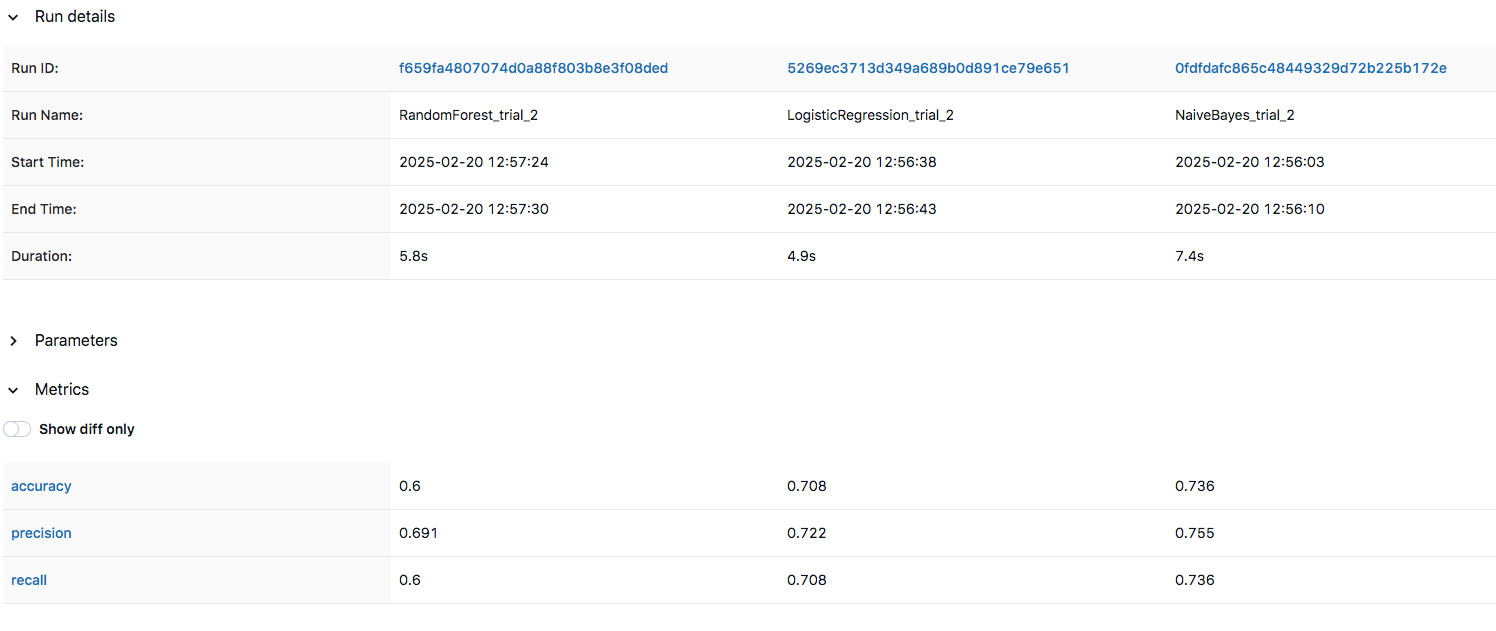 Run details
Run ID: f659fa4807074d0a88f803b8e3f08ded 5269ec3713d349a689b0d891ce79e651 0fdfdafc865c48449329d72b225b172e
Run Name: RandomForest_trial_2 LogisticRegression_trial_2 NaiveBayes_trial_2
Start Time: 2025-02-20 12:57:24 2025-02-20 12:56:38 2025-02-20 12:56:03
End Time: 2025-02-20 12:57:30 2025-02-20 12:56:43 2025-02-20 12:56:10
Duration: 5.8s 4.9s 7.4s
Parameters
Metrics
Show diff only
accuracy 0.6 0.708 0.736
precision 0.691 0.722 0.755
recall 0.6 0.708 0.736